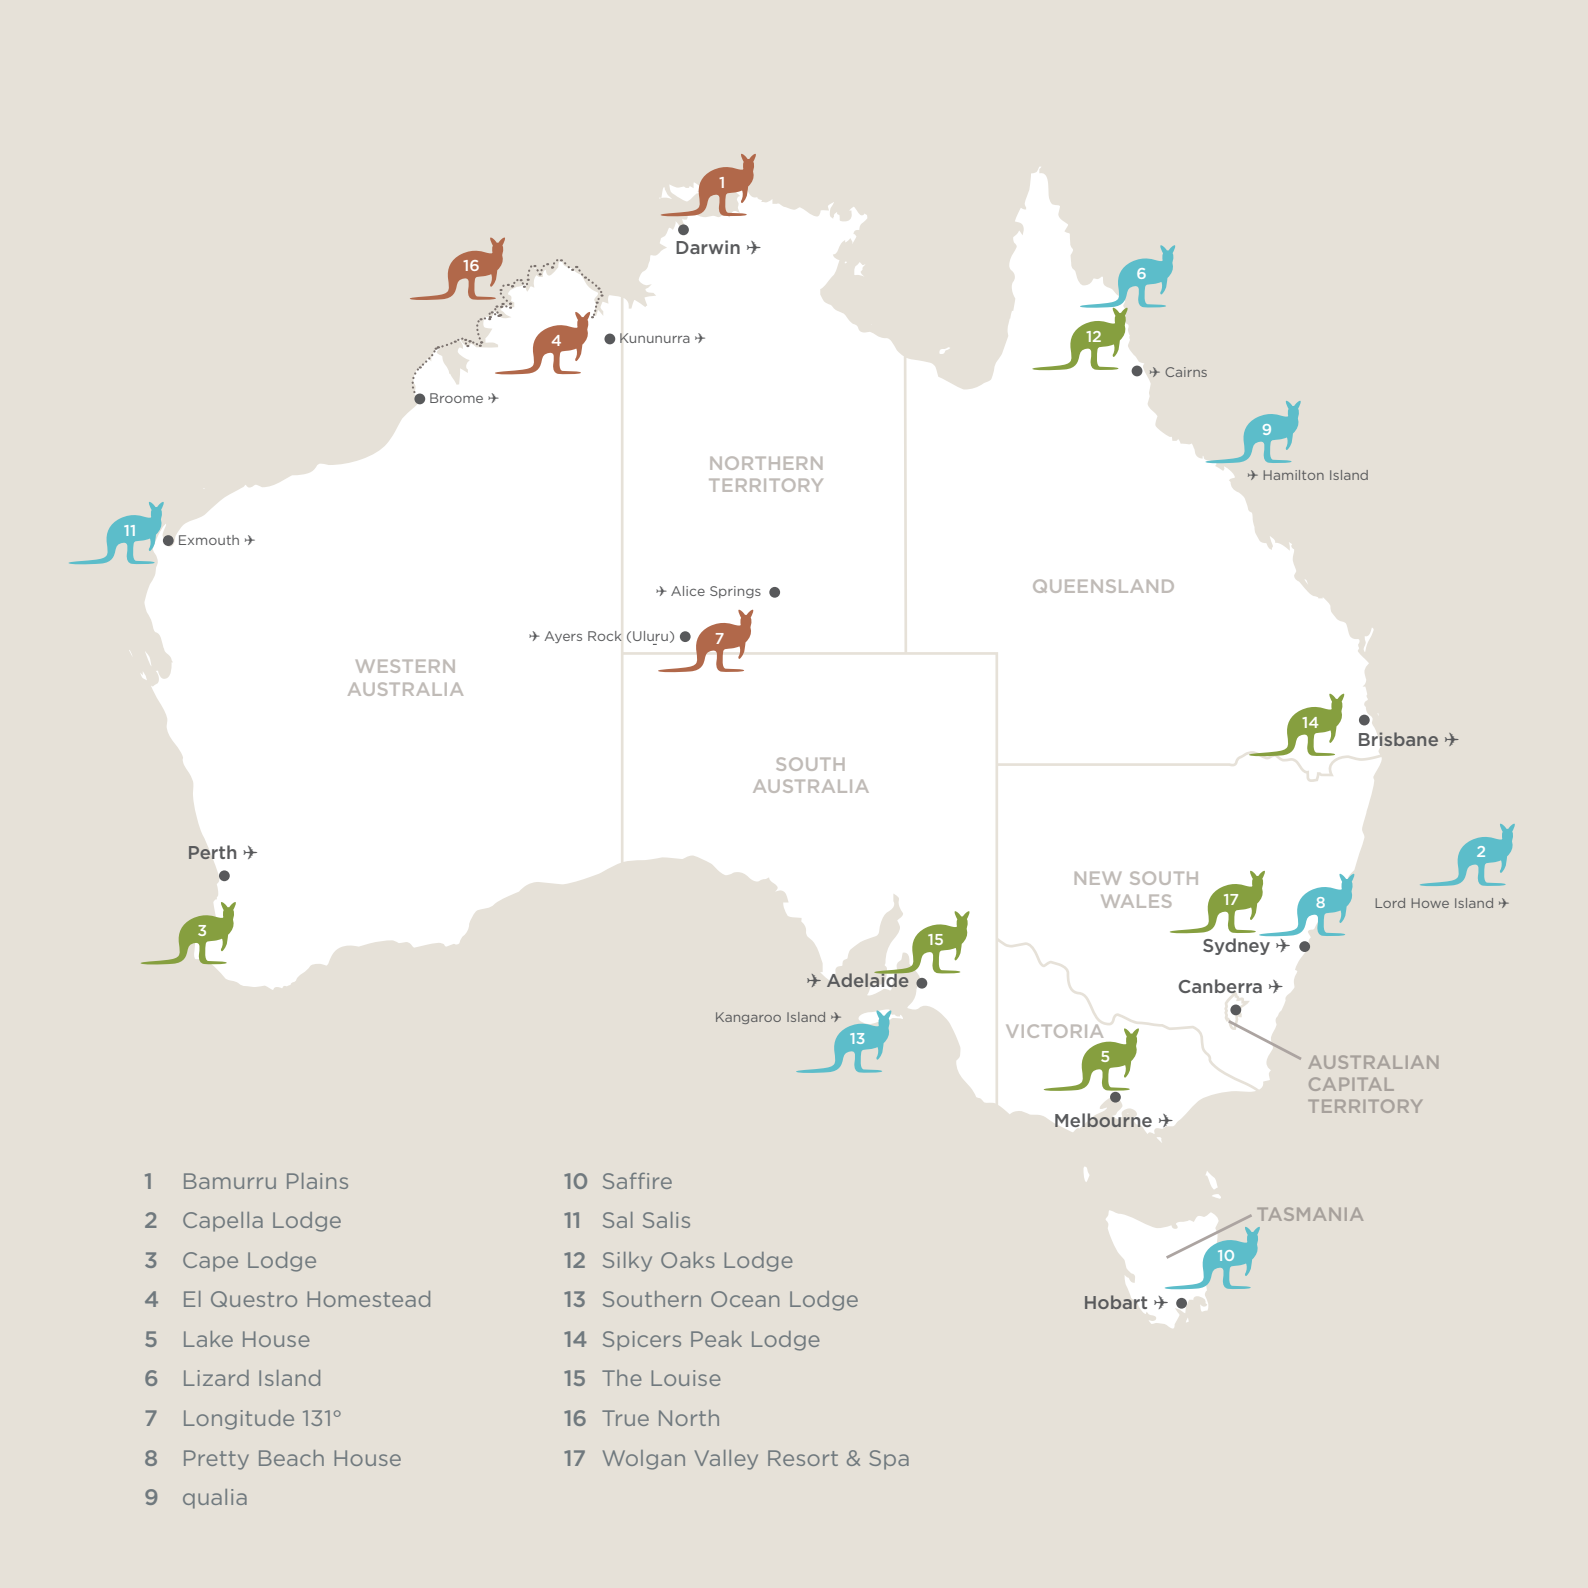 1
Darwin ✈
16
6
4
Kununurra ✈
12
✈ Cairns
Broome ✈
9
NORTHERN
TERRITORY
✈ Hamilton Island
11
Exmouth ✈
QUEENSLAND
✈ Alice Springs
✈ Ayers Rock (Uluṟu)
7
WESTERN
AUSTRALIA
14
Brisbane ✈
SOUTH
AUSTRALIA
Perth ✈
2
NEW SOUTH
WALES
17
8
Lord Howe Island ✈
3
15
Sydney ✈
✈ Adelaide
Canberra ✈
Kangaroo Island ✈
13
VICTORIA
5
AUSTRALIAN
CAPITAL
TERRITORY
Melbourne ✈
TASMANIA
10
Hobart ✈
1 Bamurru Plains
2 Capella Lodge
3 Cape Lodge
4 El Questro Homestead
5 Lake House
6 Lizard Island
7 Longitude 131°
8 Pretty Beach House
9 qualia
10 Saffire
11 Sal Salis
12 Silky Oaks Lodge
13 Southern Ocean Lodge
14 Spicers Peak Lodge
15 The Louise
16 True North
17 Wolgan Valley Resort & Spa